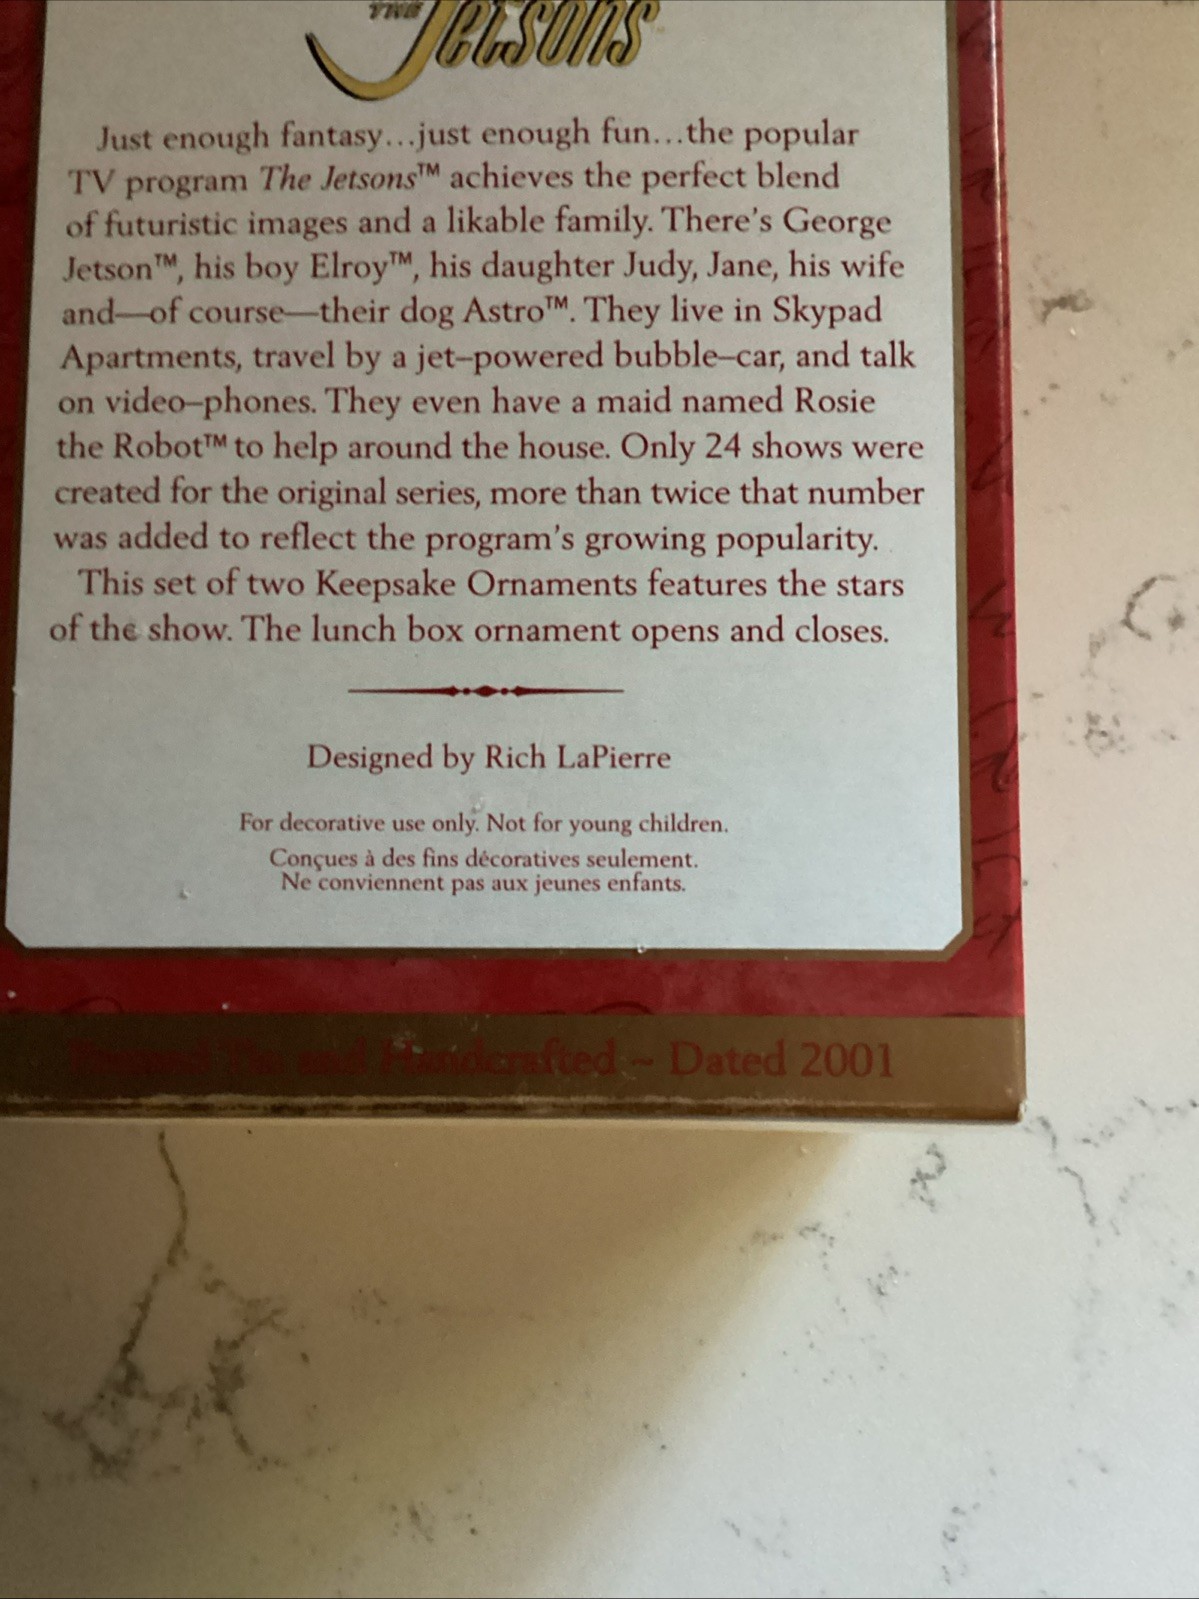 THE Jetsons
Just enough fantasy...just enough fun...the popular
TV program The Jetsons™ achieves the perfect blend
of futuristic images and a likable family. There's George
Jetson™, his boy Elroy™, his daughter Judy, Jane, his wife
and—of course—their dog Astro™. They live in Skypad
Apartments, travel by a jet–powered bubble–car, and talk
on video–phones. They even have a maid named Rosie
the Robot™ to help around the house. Only 24 shows were
created for the original series, more than twice that number
was added to reflect the program's growing popularity.
This set of two Keepsake Ornaments features the stars
of the show. The lunch box ornament opens and closes.
Designed by Rich LaPierre
For decorative use only. Not for young children.
Conçues à des fins décoratives seulement.
Ne conviennent pas aux jeunes enfants.
Pressed Tin and Handcrafted ~ Dated 2001